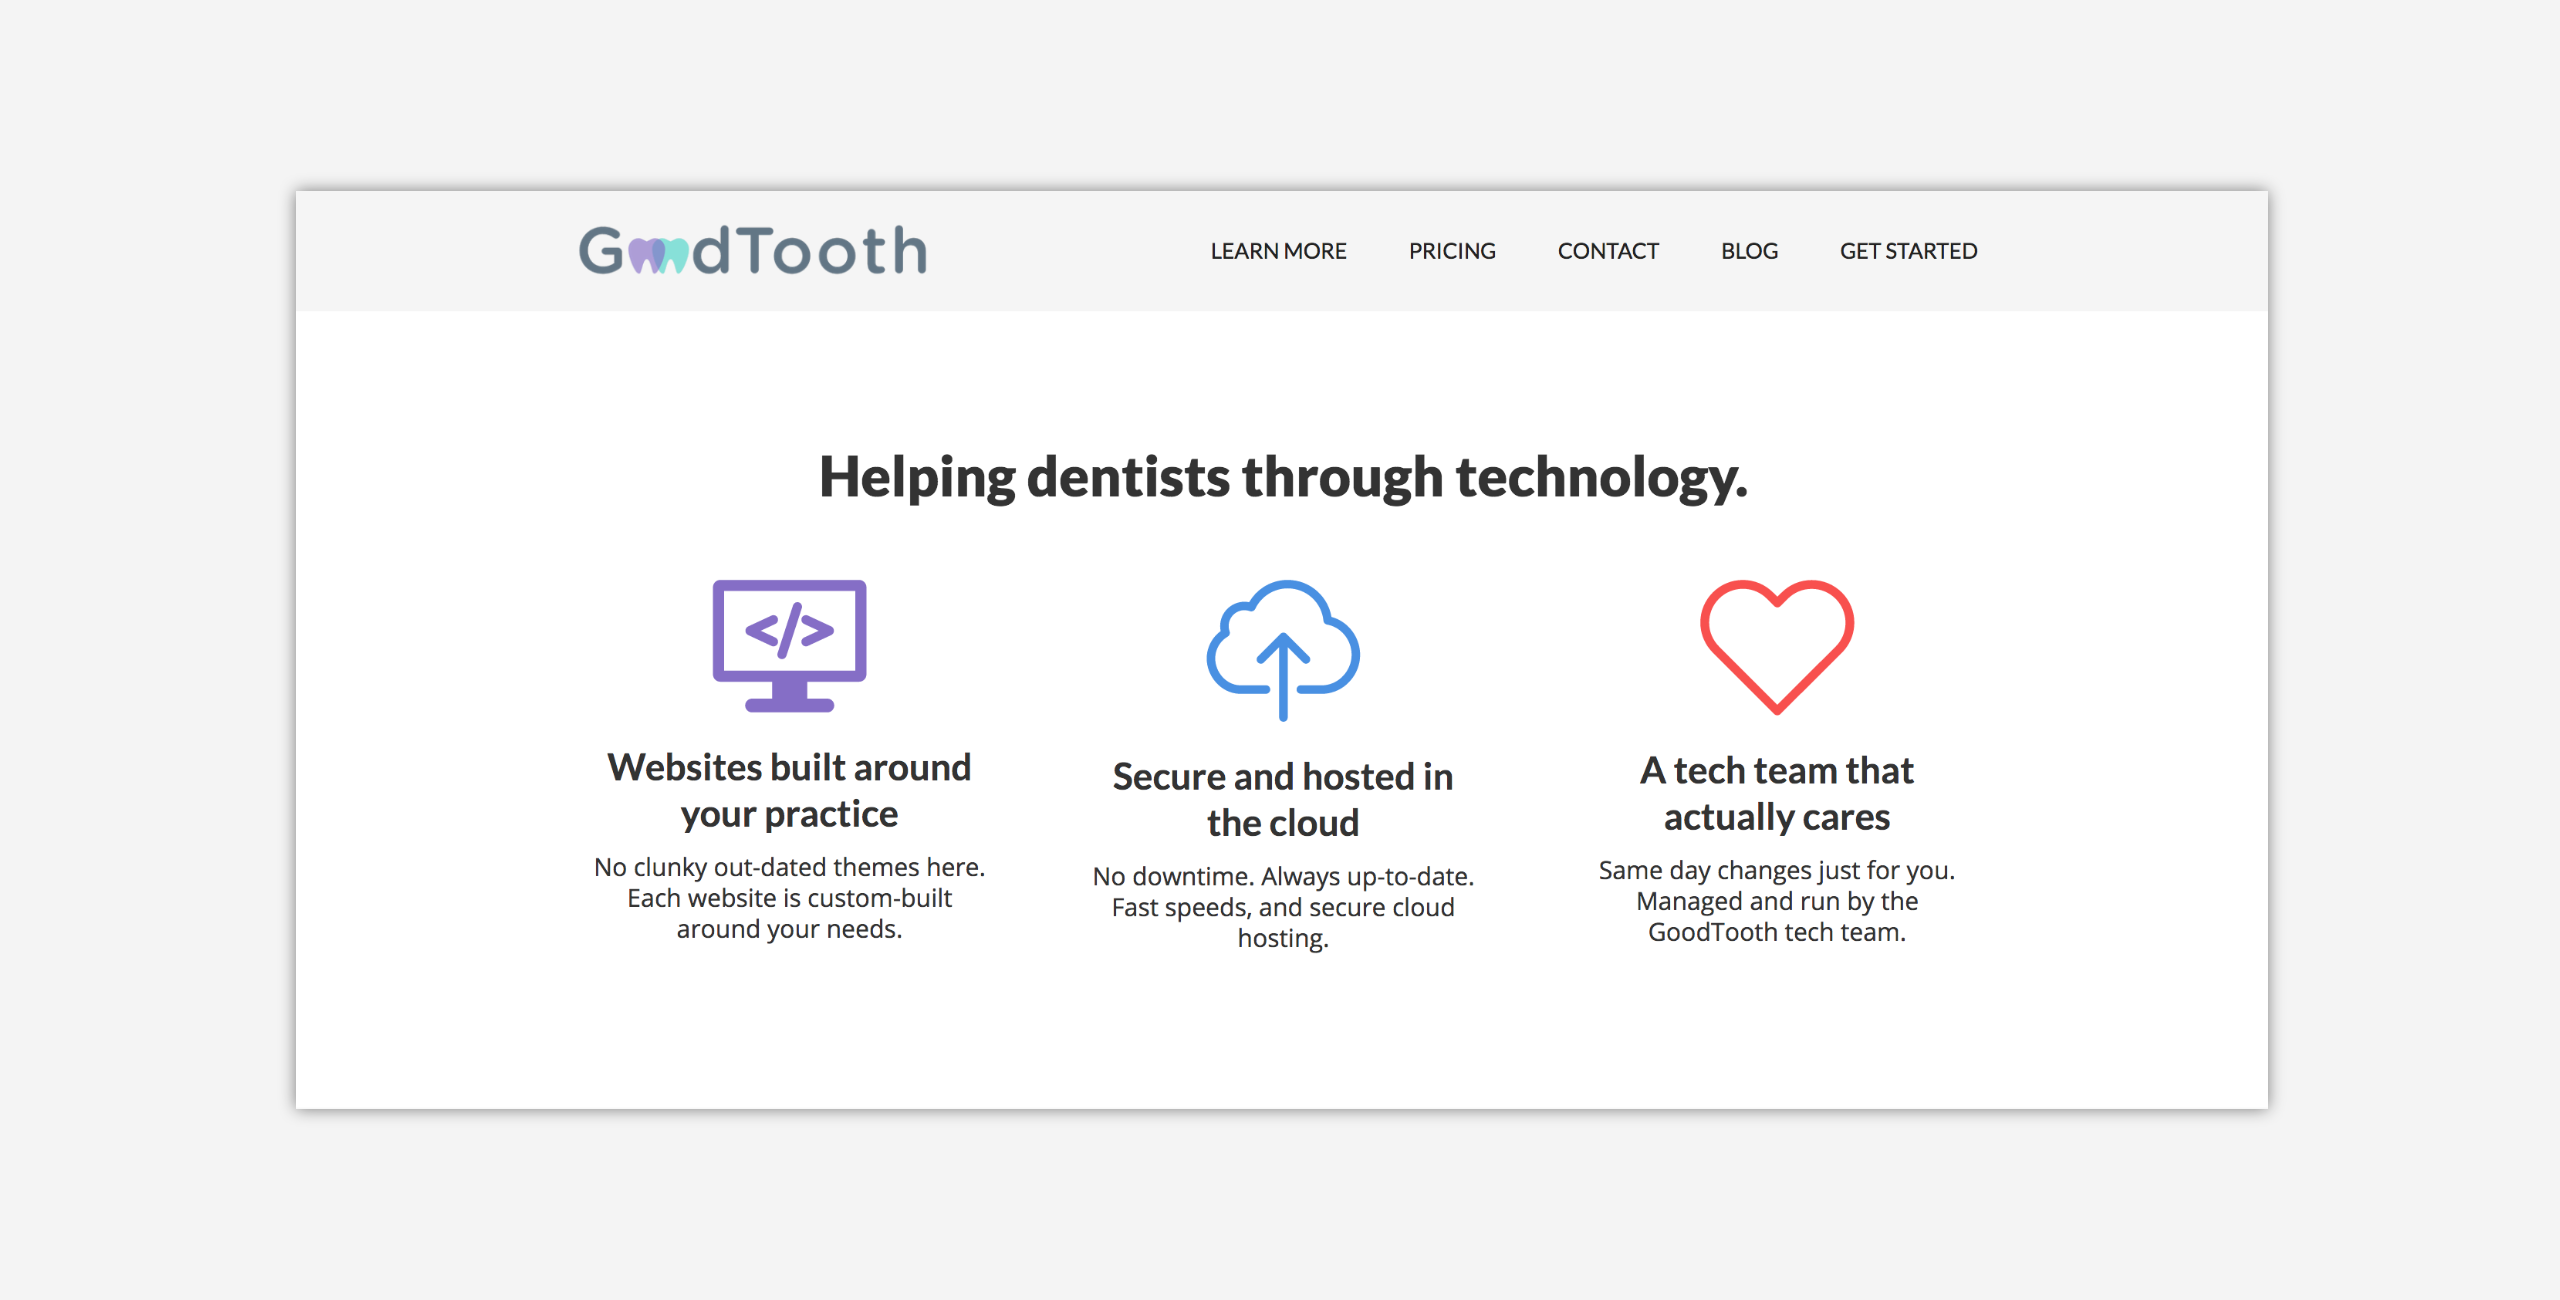 GoodTooth
LEARN MORE
PRICING
CONTACT
BLOG
GET STARTED
Helping dentists through technology.
</>
Websites built around
your practice
No clunky out-dated themes here.
Each website is custom-built
around your needs.
Secure and hosted in
the cloud
No downtime. Always up-to-date.
Fast speeds, and secure cloud
hosting.
A tech team that
actually cares
Same day changes just for you.
Managed and run by the
GoodTooth tech team.